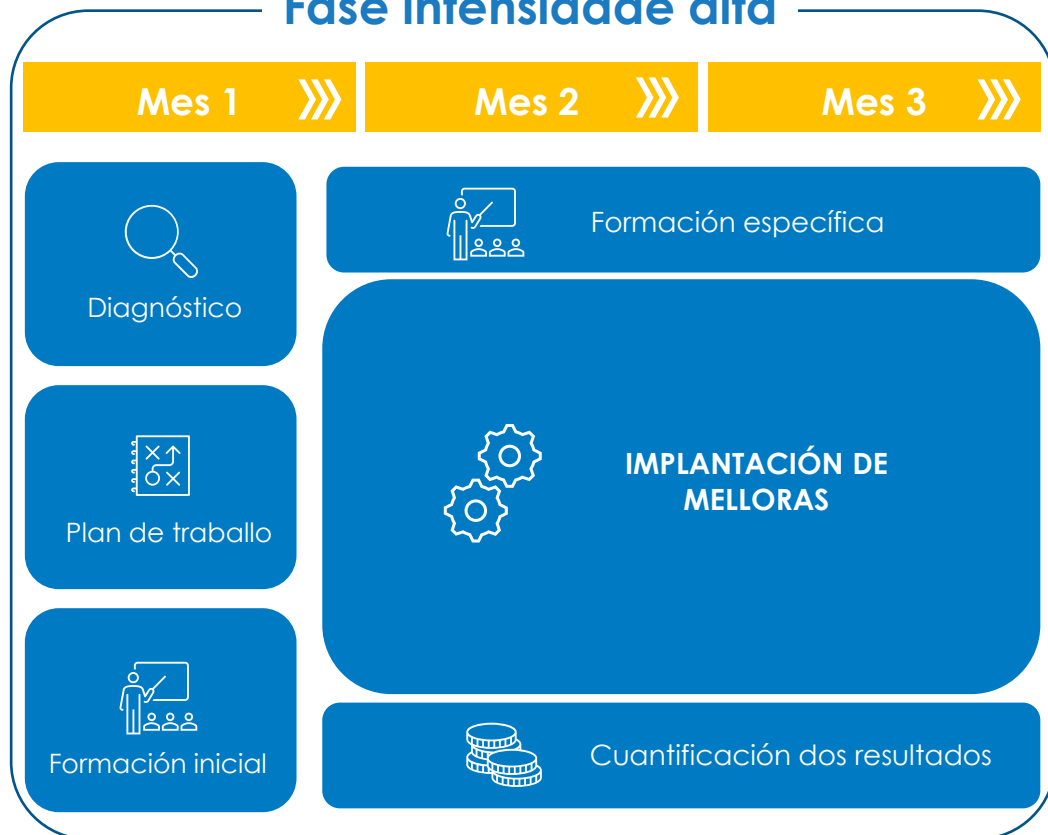 Fase intensidade alta
Mes 1
Mes 2
Mes 3
Diagnóstico
Plan de traballo
Formación inicial
Formación específica
IMPLANTACIÓN DE
MELLORAS
Cuantificación dos resultados